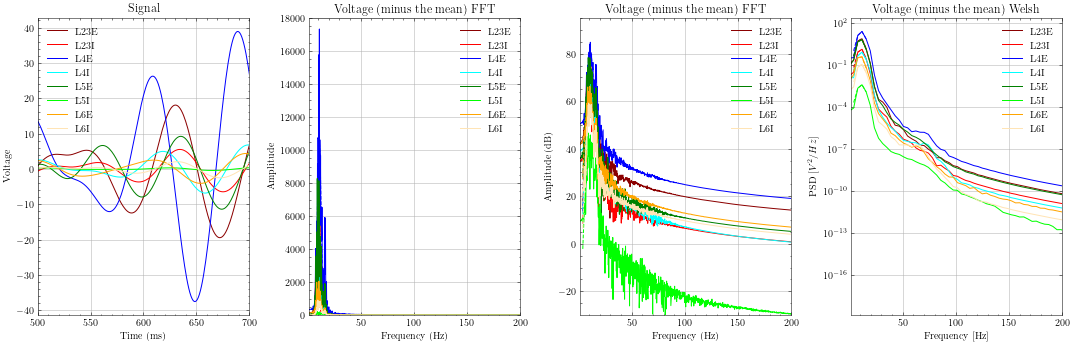 Signal
40
30
20
10
0
−10
−20
−30
−40
500
550
600
650
700
Voltage
Time (ms)
L23E
L23I
L4E
L4I
L5E
L5I
L6E
L6I
Voltage (minus the mean) FFT
18000
16000
14000
12000
10000
8000
6000
4000
2000
0
50
100
150
200
Amplitude
Frequency (Hz)
L23E
L23I
L4E
L4I
L5E
L5I
L6E
L6I
Voltage (minus the mean) FFT
80
60
40
20
0
−20
50
100
150
200
Amplitude (dB)
Frequency (Hz)
L23E
L23I
L4E
L4I
L5E
L5I
L6E
L6I
Voltage (minus the mean) Welsh
10²
10⁻¹
10⁻⁴
10⁻⁷
10⁻¹⁰
10⁻¹³
10⁻¹⁶
50
100
150
200
PSD [V²/Hz]
Frequency [Hz]
L23E
L23I
L4E
L4I
L5E
L5I
L6E
L6I